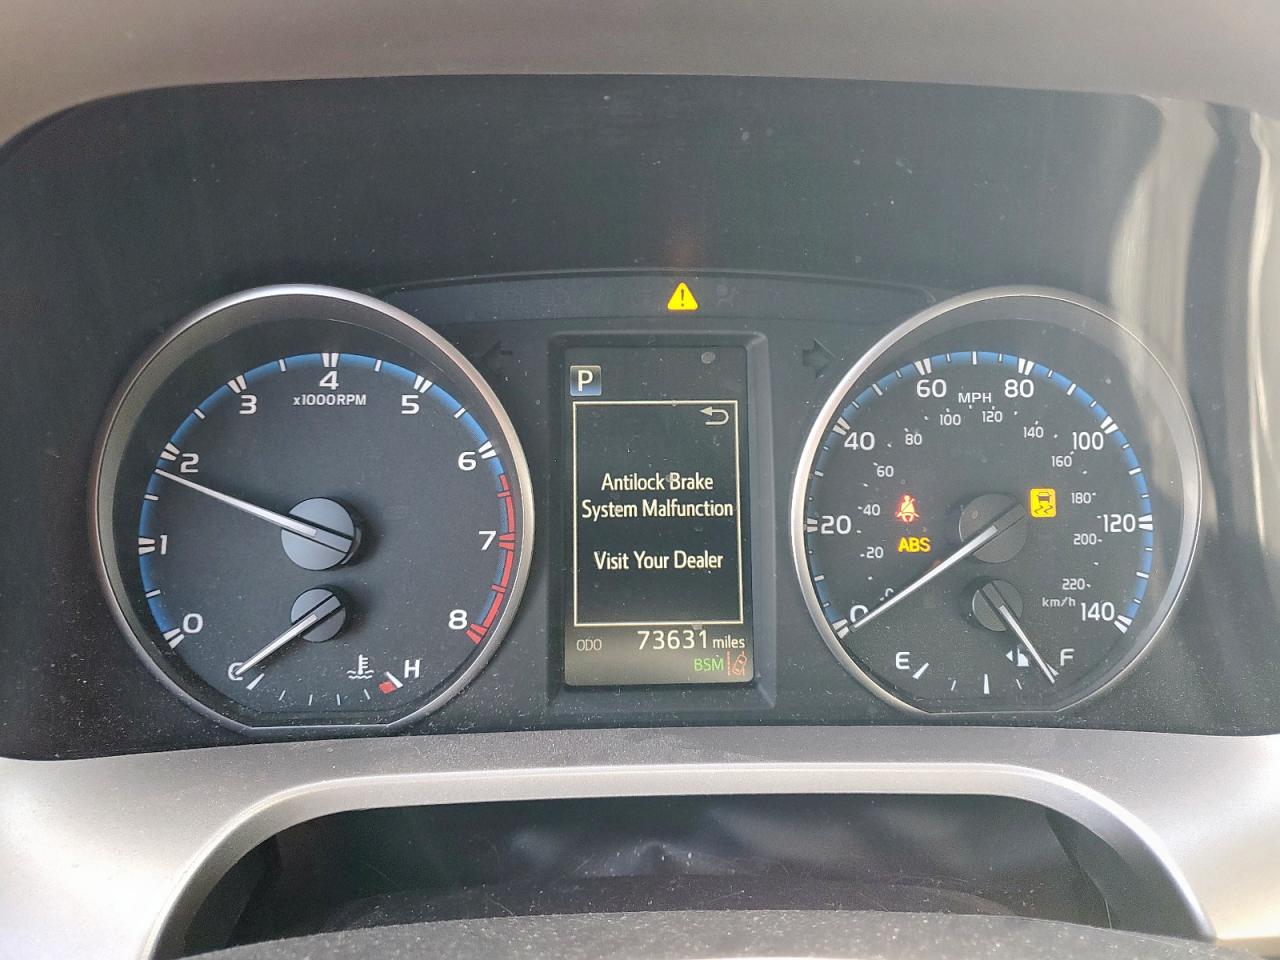 P
Antilock Brake
System Malfunction
Visit Your Dealer
ODO 73631 miles
BSM
0 1 2 3 4 5 6 7 8
x1000RPM
C H
0 20 40 60 80 100 120 140
MPH
0 20 40 60 80 100 120 140 160 180 200 220
km/h
ABS
E F